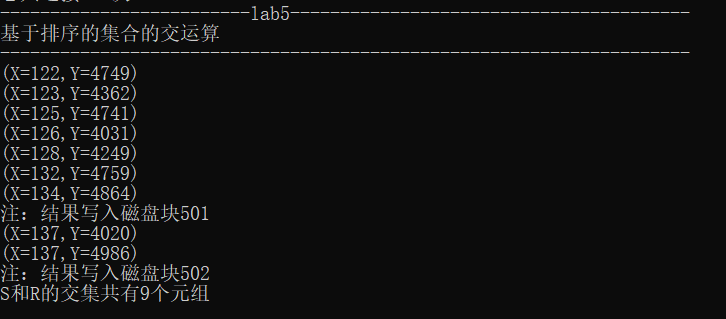 -------------------------lab5----------------------------------------
基于排序的集合的交运算
---------------------------------------------------------------------
(X=122,Y=4749)
(X=123,Y=4362)
(X=125,Y=4741)
(X=126,Y=4031)
(X=128,Y=4249)
(X=132,Y=4759)
(X=134,Y=4864)
注：结果写入磁盘块501
(X=137,Y=4020)
(X=137,Y=4986)
注：结果写入磁盘块502
S和R的交集共有9个元组